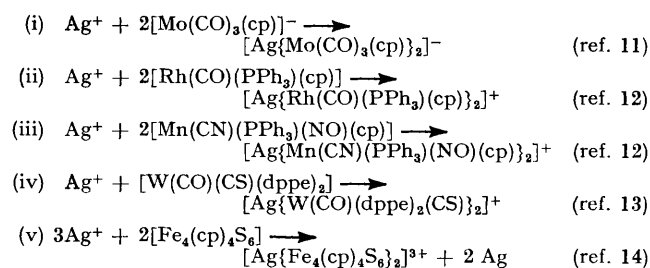 (i) Ag⁺ + 2[Mo(CO)₃(cp)]⁻ ⟶
[Ag{Mo(CO)₃(cp)}₂]⁻ (ref. 11)
(ii) Ag⁺ + 2[Rh(CO)(PPh₃)(cp)] ⟶
[Ag{Rh(CO)(PPh₃)(cp)}₂]⁺ (ref. 12)
(iii) Ag⁺ + 2[Mn(CN)(PPh₃)(NO)(cp)] ⟶
[Ag{Mn(CN)(PPh₃)(NO)(cp)}₂]⁺ (ref. 12)
(iv) Ag⁺ + [W(CO)(CS)(dppe)₂] ⟶
[Ag{W(CO)(dppe)₂(CS)}₂]⁺ (ref. 13)
(v) 3Ag⁺ + 2[Fe₄(cp)₄S₆] ⟶
[Ag{Fe₄(cp)₄S₆}₂]³⁺ + 2 Ag (ref. 14)